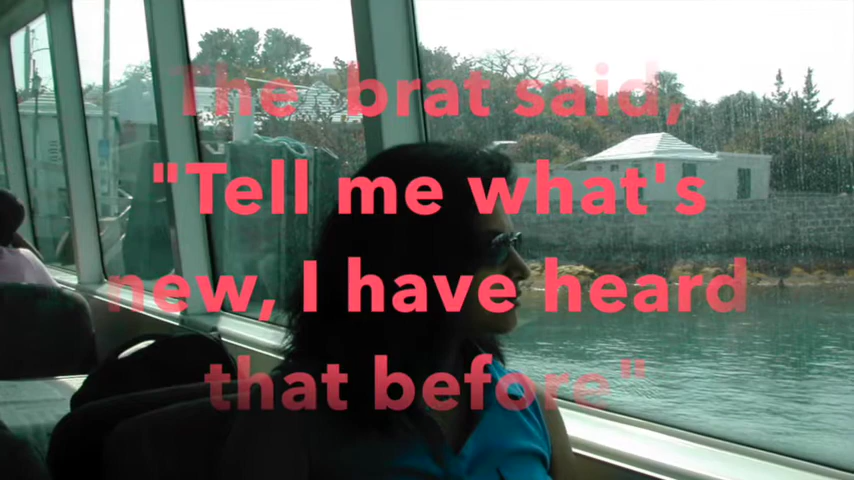 The brat said,
"Tell me what's
new, I have heard
that before"